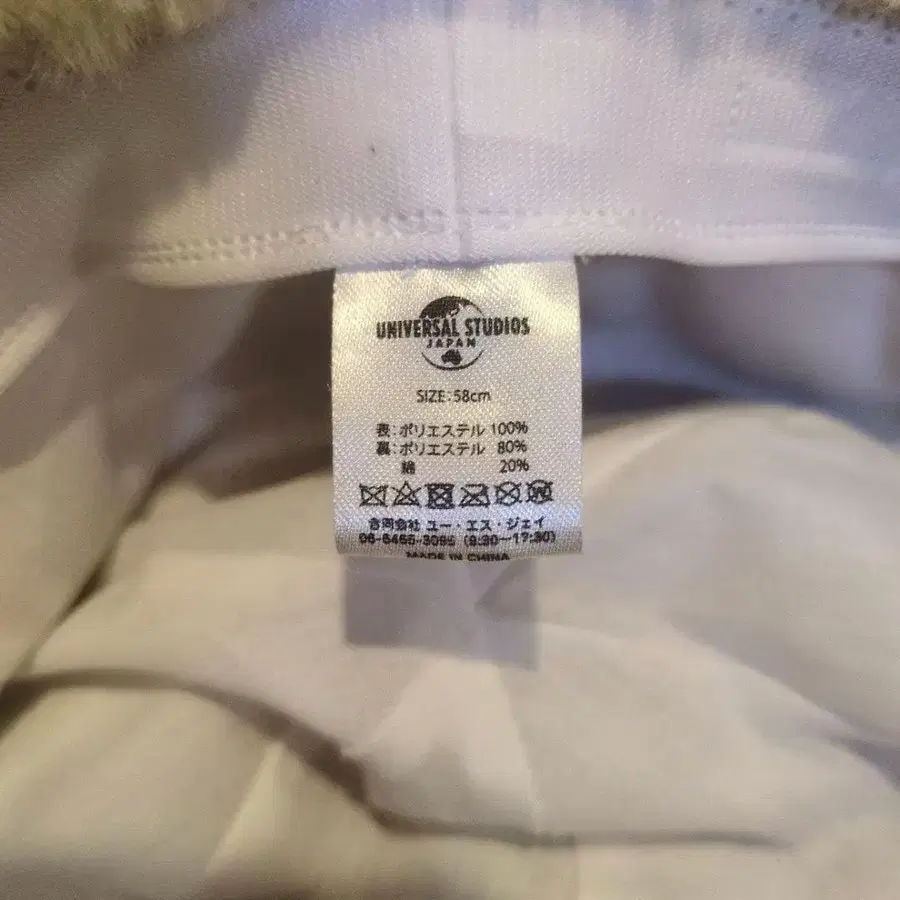 UNIVERSAL STUDIOS
JAPAN
SIZE:58cm
表:ポリエステル 100%
裏:ポリエステル 80%
綿 20%
合同会社 ユー・エス・ジェイ
06-6465-3095 (9:30〜17:30)
MADE IN CHINA